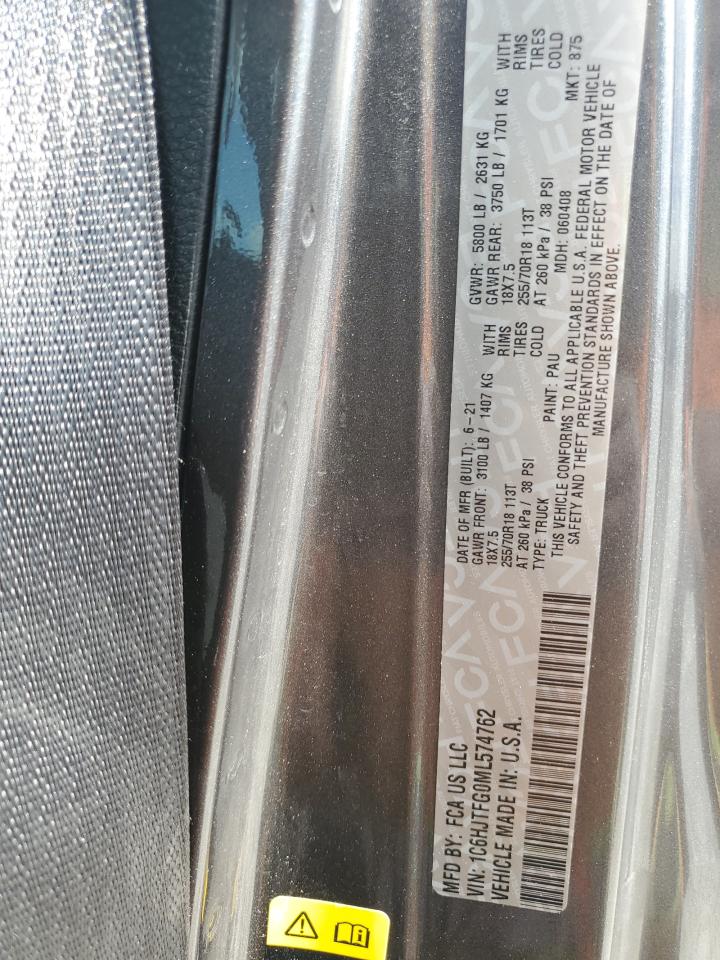 MFD BY: FCA US LLC
VIN: 1C6HJTFG0ML574762
VEHICLE MADE IN: U.S.A.
DATE OF MFR (BUILT): 6-21
GAWR FRONT: 3100 LB / 1407 KG WITH
18X7.5 RIMS
255/70R18 113T TIRES
AT 260 kPa / 38 PSI COLD
TYPE: TRUCK
PAINT: PAU
GVWR: 5800 LB / 2631 KG
GAWR REAR: 3750 LB / 1701 KG WITH
18X7.5 RIMS
255/70R18 113T TIRES
AT 260 kPa / 38 PSI COLD
MDH: 060408
MKT: 875
THIS VEHICLE CONFORMS TO ALL APPLICABLE U.S.A. FEDERAL MOTOR VEHICLE
SAFETY AND THEFT PREVENTION STANDARDS IN EFFECT ON THE DATE OF
MANUFACTURE SHOWN ABOVE.